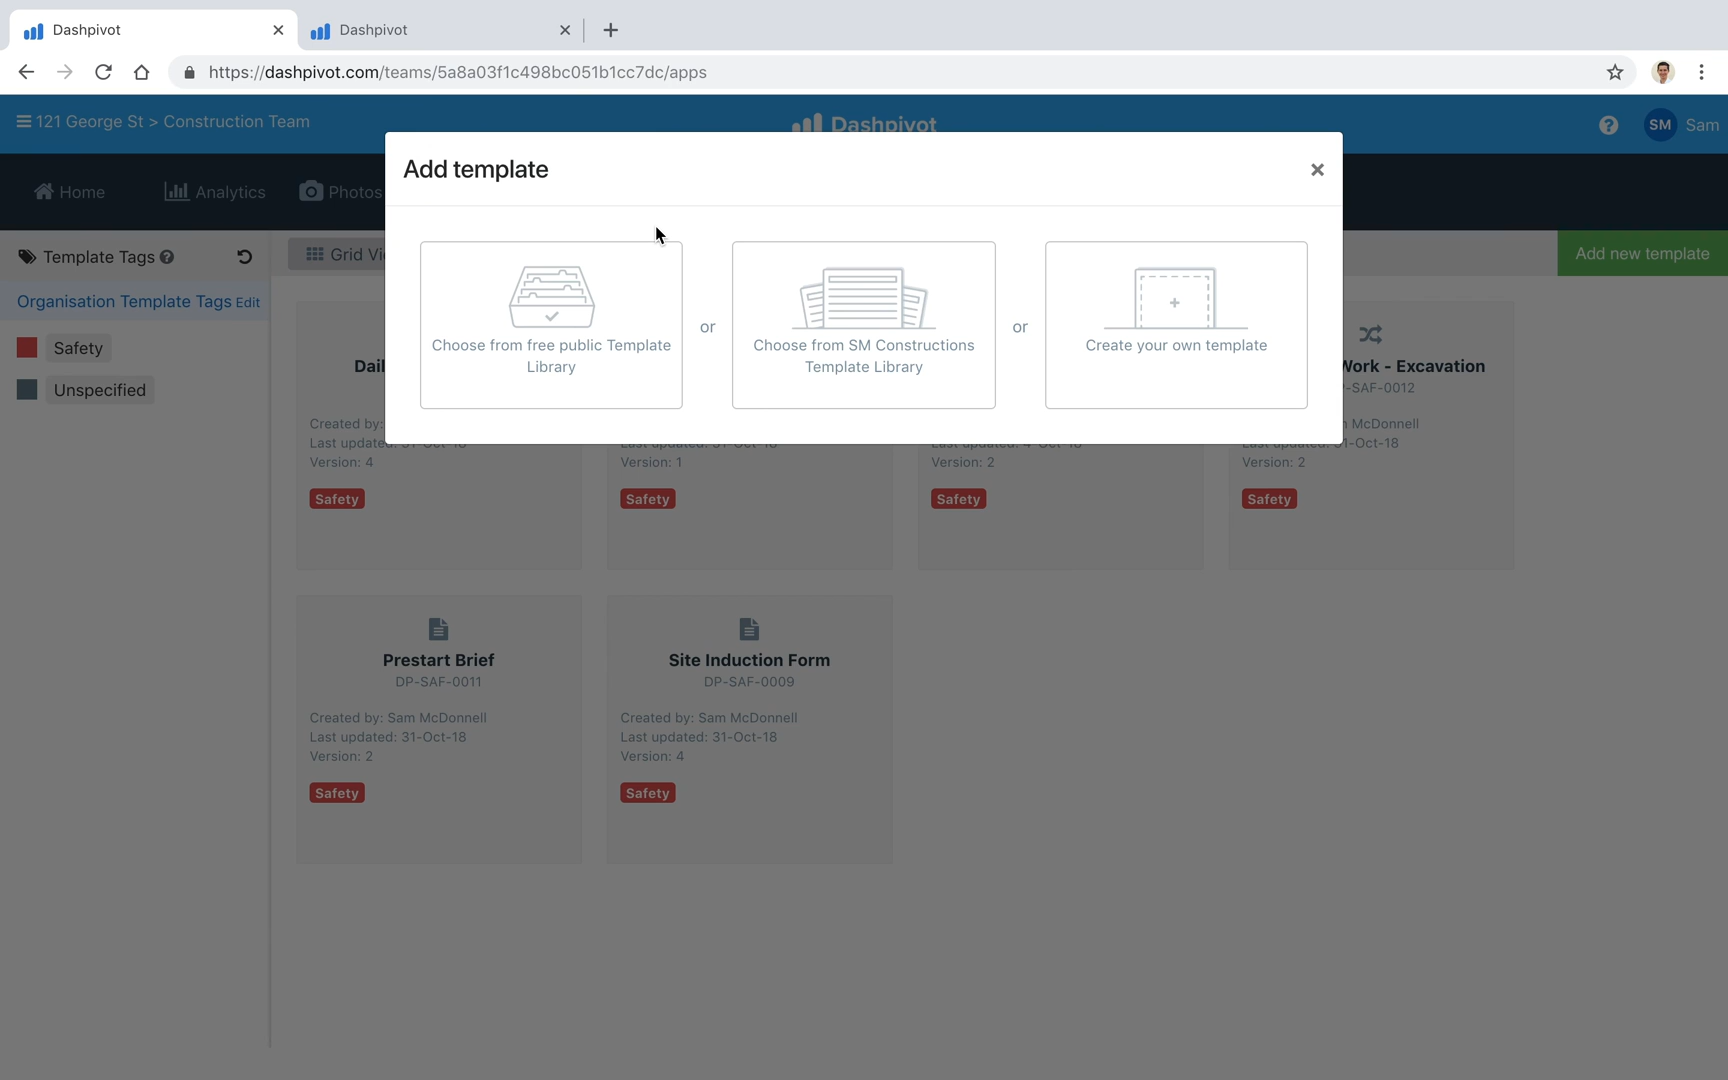 Dashpivot
Dashpivot
https://dashpivot.com/teams/5a8a03f1c498bc051b1cc7dc/apps
121 George St > Construction Team
Dashpivot
SM Sam
Home
Analytics
Photos
Add template
Template Tags
Grid Vi
Add new template
Organisation Template Tags Edit
Safety
Unspecified
Choose from free public Template
Library
or
Choose from SM Constructions
Template Library
or
Create your own template
Dail
Created by:
Last updated: 31-Oct-18
Version: 4
Safety
Last updated: 31-Oct-18
Version: 1
Safety
Last updated: 4-Oct-18
Version: 2
Safety
Work - Excavation
-SAF-0012
McDonnell
Last updated: 31-Oct-18
Version: 2
Safety
Prestart Brief
DP-SAF-0011
Created by: Sam McDonnell
Last updated: 31-Oct-18
Version: 2
Safety
Site Induction Form
DP-SAF-0009
Created by: Sam McDonnell
Last updated: 31-Oct-18
Version: 4
Safety